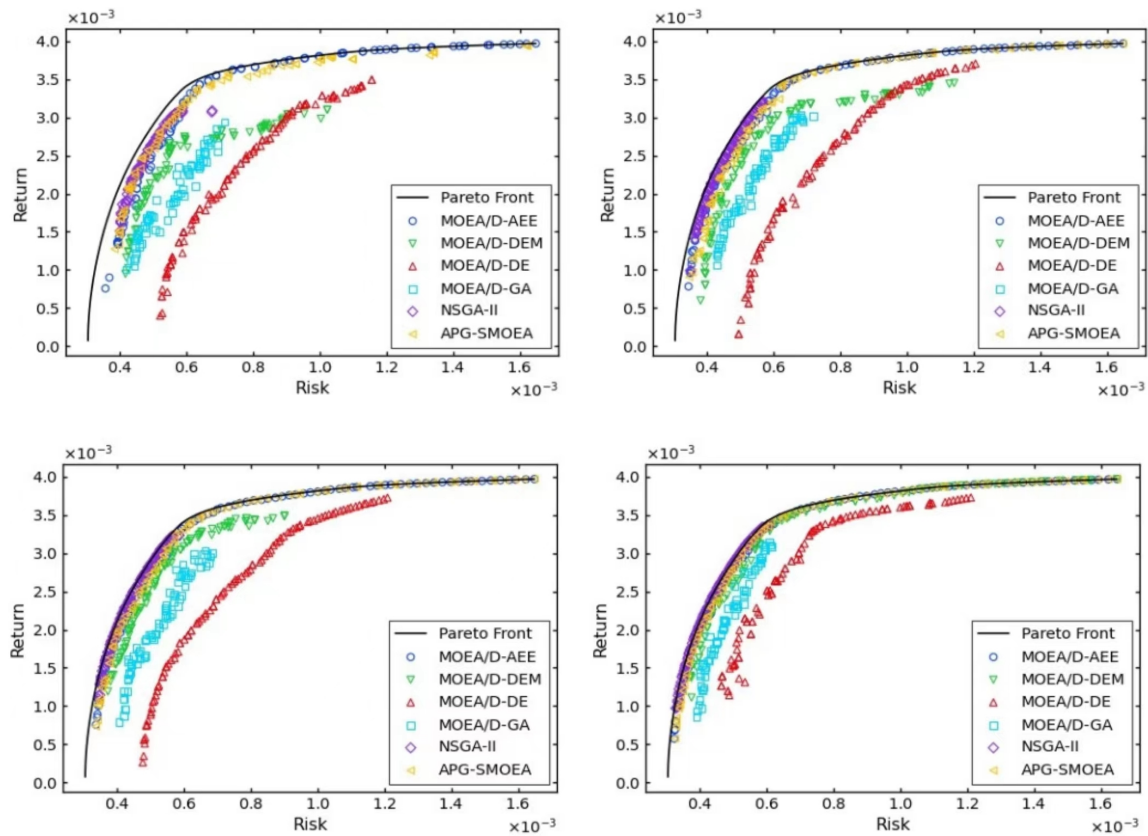 ×10⁻³
4.0
3.5
3.0
2.5
2.0
1.5
1.0
0.5
0.0
Return
0.4 0.6 0.8 1.0 1.2 1.4 1.6
Risk
×10⁻³
Pareto Front
MOEA/D-AEE
MOEA/D-DEM
MOEA/D-DE
MOEA/D-GA
NSGA-II
APG-SMOEA
×10⁻³
4.0
3.5
3.0
2.5
2.0
1.5
1.0
0.5
0.0
Return
0.4 0.6 0.8 1.0 1.2 1.4 1.6
Risk
×10⁻³
Pareto Front
MOEA/D-AEE
MOEA/D-DEM
MOEA/D-DE
MOEA/D-GA
NSGA-II
APG-SMOEA
×10⁻³
4.0
3.5
3.0
2.5
2.0
1.5
1.0
0.5
0.0
Return
0.4 0.6 0.8 1.0 1.2 1.4 1.6
Risk
×10⁻³
Pareto Front
MOEA/D-AEE
MOEA/D-DEM
MOEA/D-DE
MOEA/D-GA
NSGA-II
APG-SMOEA
×10⁻³
4.0
3.5
3.0
2.5
2.0
1.5
1.0
0.5
0.0
Return
0.4 0.6 0.8 1.0 1.2 1.4 1.6
Risk
×10⁻³
Pareto Front
MOEA/D-AEE
MOEA/D-DEM
MOEA/D-DE
MOEA/D-GA
NSGA-II
APG-SMOEA